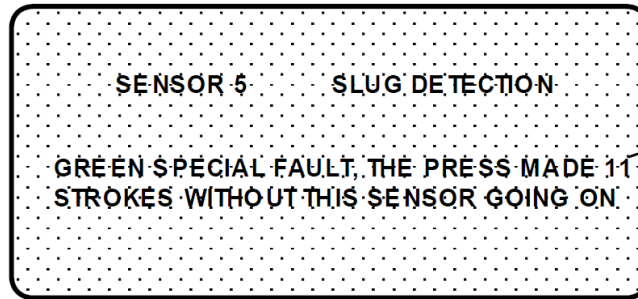 SENSOR 5 SLUG DETECTION
GREEN SPECIAL FAULT, THE PRESS MADE 11
STROKES WITHOUT THIS SENSOR GOING ON